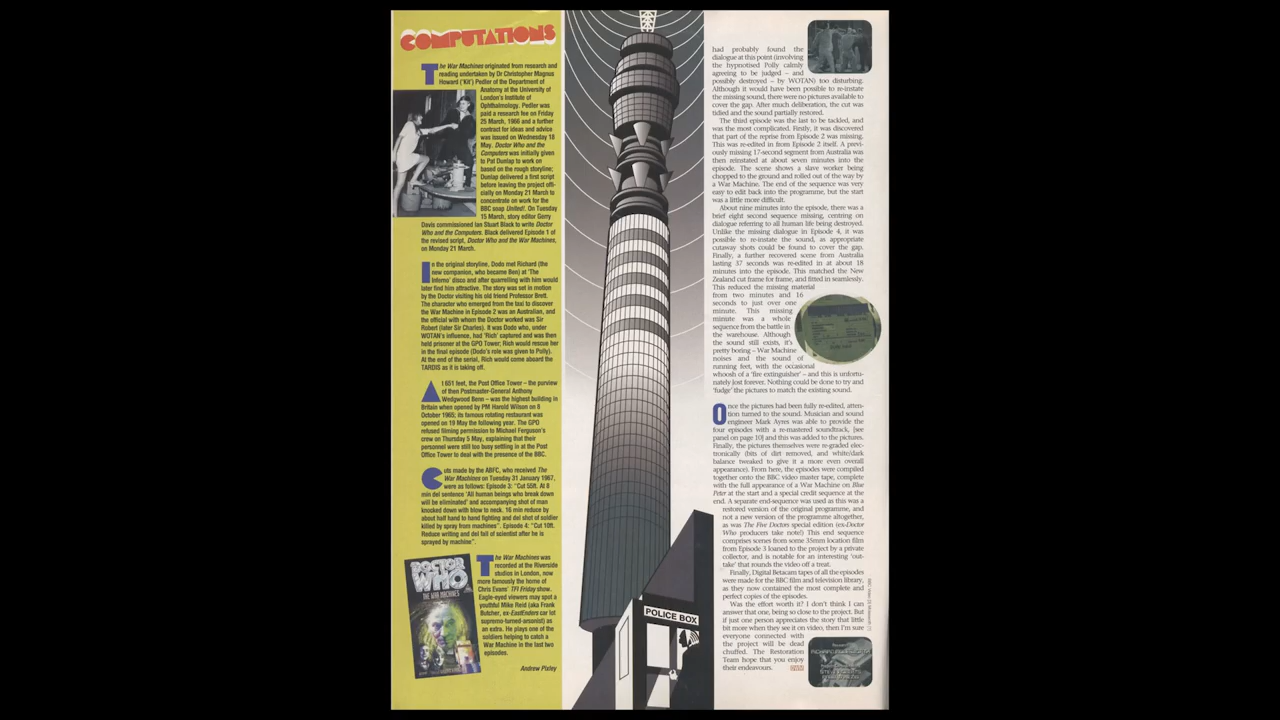 COMPUTATIONS
The War Machines originated from research and
reading undertaken by Dr Christopher Magnus
Howard ('Kit') Pedler of the Department of
Anatomy at the University of
London's Institute of
Ophthalmology. Pedler was
paid a research fee on Friday
25 March, 1966 and a further
contract for ideas and advice
was issued on Wednesday 18
May. Doctor Who and the
Computers was initially given
to Pat Dunlap to work on
based on the rough storyline;
Dunlap delivered a first script
before leaving the project offi-
cially on Monday 21 March to
concentrate on work for the
BBC soap United!. On Tuesday
15 March, story editor Gerry
Davis commissioned Ian Stuart Black to write Doctor
Who and the Computers. Black delivered Episode 1 of
the revised script, Doctor Who and the War Machines,
on Monday 21 March.
In the original storyline, Dodo met Richard (the
new companion, who became Ben) at 'The
Inferno' disco and after quarrelling with him would
later find him attractive. The story was set in motion
by the Doctor visiting his old friend Professor Brett.
The character who emerged from the taxi to discover
the War Machine in Episode 2 was an Australian, and
the official with whom the Doctor worked was Sir
Robert (later Sir Charles). It was Dodo who, under
WOTAN's influence, had 'Rich' captured and was then
held prisoner at the GPO Tower; Rich would rescue her
in the final episode (Dodo's role was given to Polly).
At the end of the serial, Rich would come aboard the
TARDIS as it is taking off.
At 651 feet, the Post Office Tower – the purview
of then Postmaster-General Anthony
Wedgwood Benn – was the highest building in
Britain when opened by PM Harold Wilson on 8
October 1965; its famous rotating restaurant was
opened on 19 May the following year. The GPO
refused filming permission to Michael Ferguson's
crew on Thursday 5 May, explaining that their
personnel were still too busy settling in at the Post
Office Tower to deal with the presence of the BBC.
Cuts made by the ABFC, who received The
War Machines on Tuesday 31 January 1967,
were as follows: Episode 3: "Cut 55ft. At 8
min del sentence 'All human beings who break down
will be eliminated' and accompanying shot of man
knocked down with blow to neck. 16 min reduce by
about half hand to hand fighting and del shot of soldier
killed by spray from machines". Episode 4: "Cut 10ft.
Reduce writing and del fall of scientist after he is
sprayed by machine".
DOCTOR
WHO
THE WAR MACHINES
The War Machines was
recorded at the Riverside
studios in London, now
more famously the home of
Chris Evans' TFI Friday show.
Eagle-eyed viewers may spot a
youthful Mike Reid (aka Frank
Butcher, ex-EastEnders car lot
supremo-turned-arsonist) as
an extra. He plays one of the
soldiers helping to catch a
War Machine in the last two
episodes.
Andrew Pixley
POLICE BOX
had probably found the
dialogue at this point (involving
the hypnotised Polly calmly
agreeing to be judged – and
possibly destroyed – by WOTAN) too disturbing.
Although it would have been possible to re-instate
the missing sound, there were no pictures available to
cover the gap. After much deliberation, the cut was
tidied and the sound partially restored.
The third episode was the last to be tackled, and
was the most complicated. Firstly, it was discovered
that part of the reprise from Episode 2 was missing.
This was re-edited in from Episode 2 itself. A previ-
ously missing 17-second segment from Australia was
then reinstated at about seven minutes into the
episode. The scene shows a slave worker being
chopped to the ground and rolled out of the way by
a War Machine. The end of the sequence was very
easy to edit back into the programme, but the start
was a little more difficult.
About nine minutes into the episode, there was a
brief eight second sequence missing, centring on
dialogue referring to all human life being destroyed.
Unlike the missing dialogue in Episode 4, it was
possible to re-instate the sound, as appropriate
cutaway shots could be found to cover the gap.
Finally, a further recovered scene from Australia
lasting 37 seconds was re-edited in at about 18
minutes into the episode. This matched the New
Zealand cut frame for frame, and fitted in seamlessly.
This reduced the missing material
from two minutes and 16
seconds to just over one
minute. This missing
minute was a whole
sequence from the battle in
the warehouse. Although
the sound still exists, it's
pretty boring – War Machine
noises and the sound of
running feet, with the occasional
whoosh of a 'fire extinguisher' – and this is unfortu-
nately lost forever. Nothing could be done to try and
'fudge' the pictures to match the existing sound.
Once the pictures had been fully re-edited, atten-
tion turned to the sound. Musician and sound
engineer Mark Ayres was able to provide the
four episodes with a re-mastered soundtrack, [see
panel on page 10] and this was added to the pictures.
Finally, the pictures themselves were re-graded elec-
tronically (bits of dirt removed, and white/dark
balance tweaked to give it a more even overall
appearance). From here, the episodes were compiled
together onto the BBC video master tape, complete
with the full appearance of a War Machine on Blue
Peter at the start and a special credit sequence at the
end. A separate end-sequence was used as this was a
restored version of the original programme, and
not a new version of the programme altogether,
as was The Five Doctors special edition (ex-Doctor
Who producers take note!) This end sequence
comprises scenes from some 35mm location film
from Episode 3 loaned to the project by a private
collector, and is notable for an interesting 'out-
take' that rounds the video off a treat.
Finally, Digital Betacam tapes of all the episodes
were made for the BBC film and television library,
as they now contained the most complete and
perfect copies of the episodes.
Was the effort worth it? I don't think I can
answer that one, being so close to the project. But
if just one person appreciates the story that little
bit more when they see it on video, then I'm sure
everyone connected with
the project will be dead
chuffed. The Restoration
Team hope that you enjoy
their endeavours.